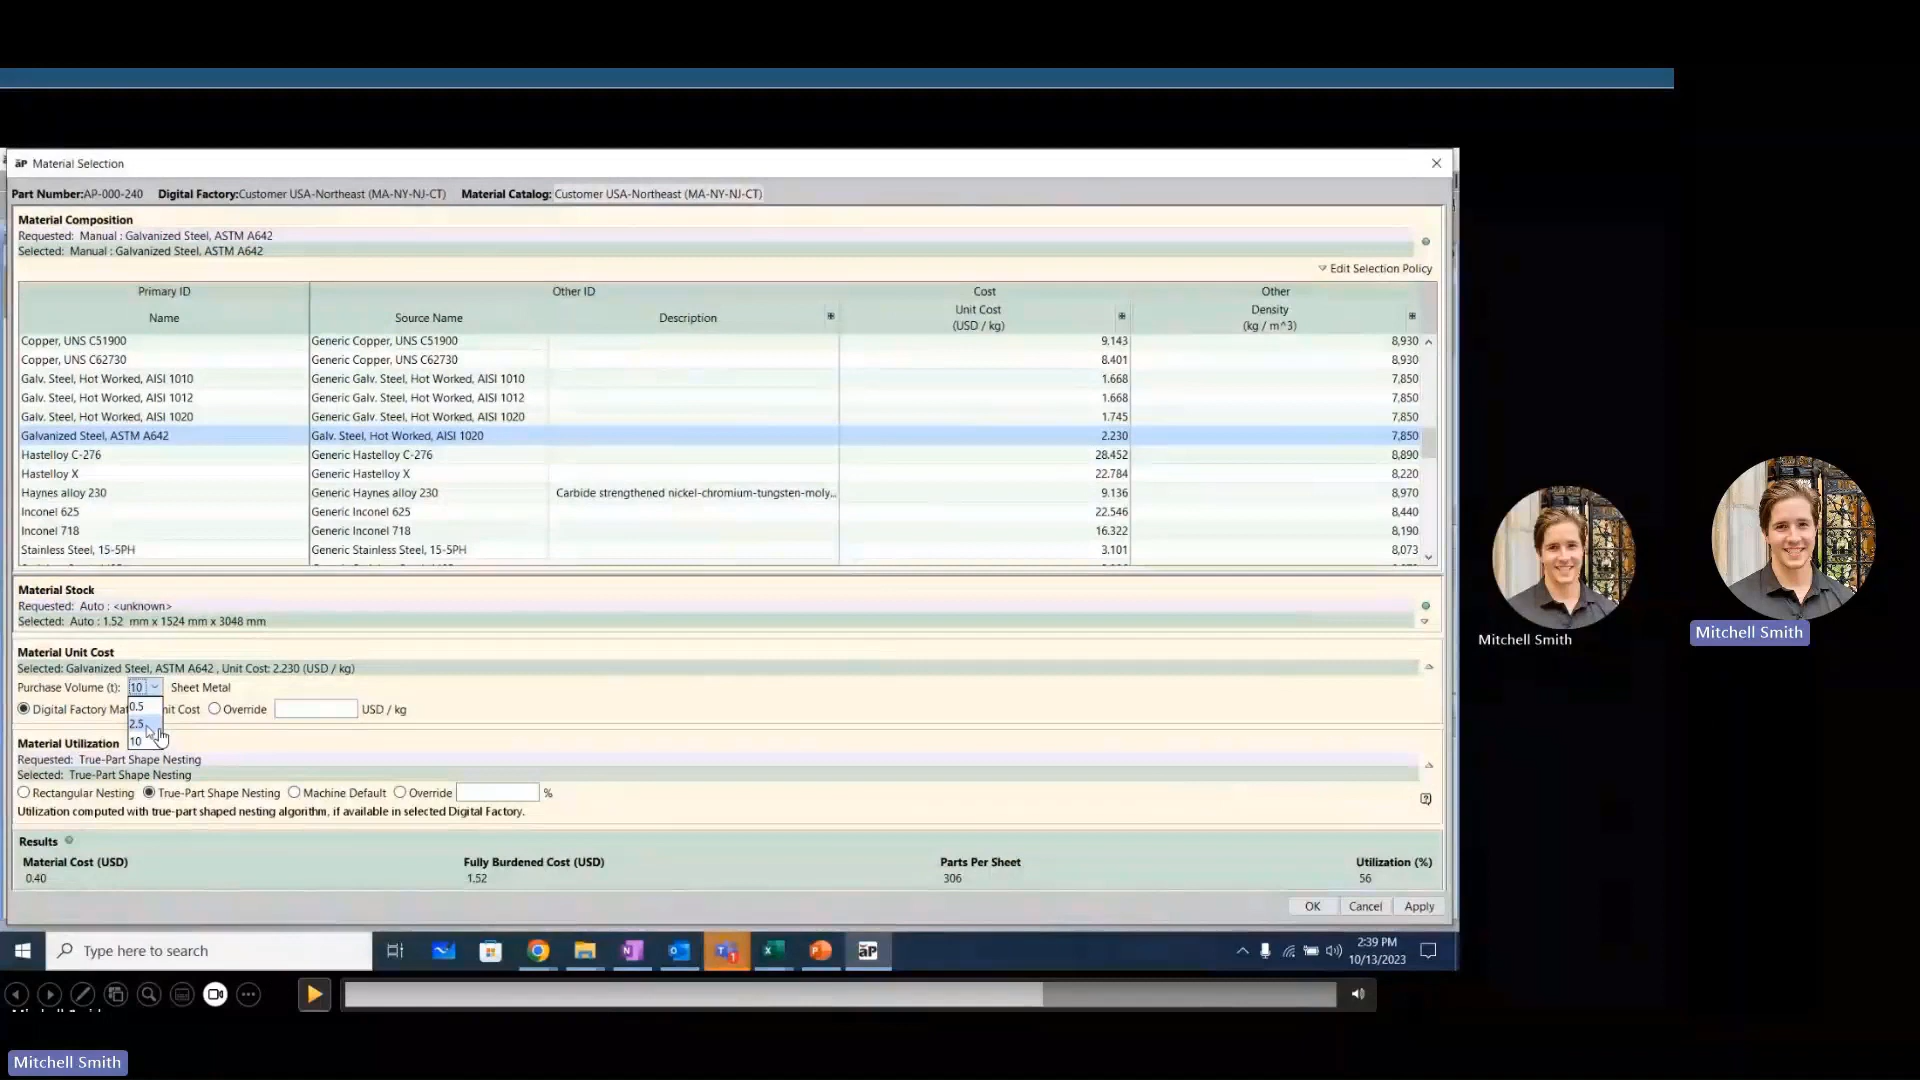 āP Material Selection
Part Number:AP-000-240 Digital Factory:Customer USA-Northeast (MA-NY-NJ-CT) Material Catalog: Customer USA-Northeast (MA-NY-NJ-CT)
Material Composition
Requested: Manual : Galvanized Steel, ASTM A642
Selected: Manual : Galvanized Steel, ASTM A642
Edit Selection Policy
Primary ID Other ID Cost Other
Name Source Name Description Unit Cost (USD / kg) Density (kg / m^3)
Copper, UNS C51900 Generic Copper, UNS C51900 9.143 8,930
Copper, UNS C62730 Generic Copper, UNS C62730 8.401 8,930
Galv. Steel, Hot Worked, AISI 1010 Generic Galv. Steel, Hot Worked, AISI 1010 1.668 7,850
Galv. Steel, Hot Worked, AISI 1012 Generic Galv. Steel, Hot Worked, AISI 1012 1.668 7,850
Galv. Steel, Hot Worked, AISI 1020 Generic Galv. Steel, Hot Worked, AISI 1020 1.745 7,850
Galvanized Steel, ASTM A642 Galv. Steel, Hot Worked, AISI 1020 2.230 7,850
Hastelloy C-276 Generic Hastelloy C-276 28.452 8,890
Hastelloy X Generic Hastelloy X 22.784 8,220
Haynes alloy 230 Generic Haynes alloy 230 Carbide strengthened nickel-chromium-tungsten-moly... 9.136 8,970
Inconel 625 Generic Inconel 625 22.546 8,440
Inconel 718 Generic Inconel 718 16.322 8,190
Stainless Steel, 15-5PH Generic Stainless Steel, 15-5PH 3.101 8,073
Material Stock
Requested: Auto : <unknown>
Selected: Auto : 1.52 mm x 1524 mm x 3048 mm
Material Unit Cost
Selected: Galvanized Steel, ASTM A642 , Unit Cost: 2.230 (USD / kg)
Purchase Volume (t): 10 Sheet Metal
0.5
Digital Factory Mat nit Cost Override USD / kg
2.5
10
Material Utilization
Requested: True-Part Shape Nesting
Selected: True-Part Shape Nesting
Rectangular Nesting True-Part Shape Nesting Machine Default Override %
Utilization computed with true-part shaped nesting algorithm, if available in selected Digital Factory.
Results
Material Cost (USD) Fully Burdened Cost (USD) Parts Per Sheet Utilization (%)
0.40 1.52 306 56
OK Cancel Apply
Type here to search
āP
2:39 PM
10/13/2023
Mitchell Smith
Mitchell Smith
Mitchell Smith